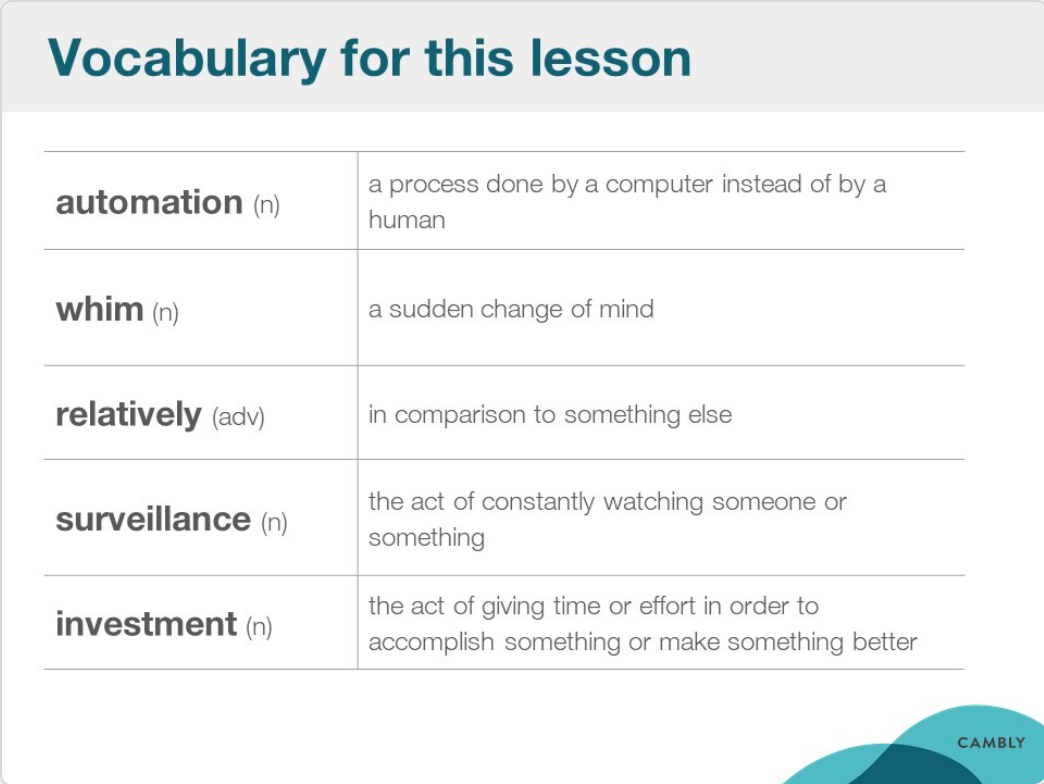 Vocabulary for this lesson
automation (n)
a process done by a computer instead of by a
human
whim (n)
a sudden change of mind
relatively (adv)
in comparison to something else
surveillance (n)
the act of constantly watching someone or
something
investment (n)
the act of giving time or effort in order to
accomplish something or make something better
CAMBLY